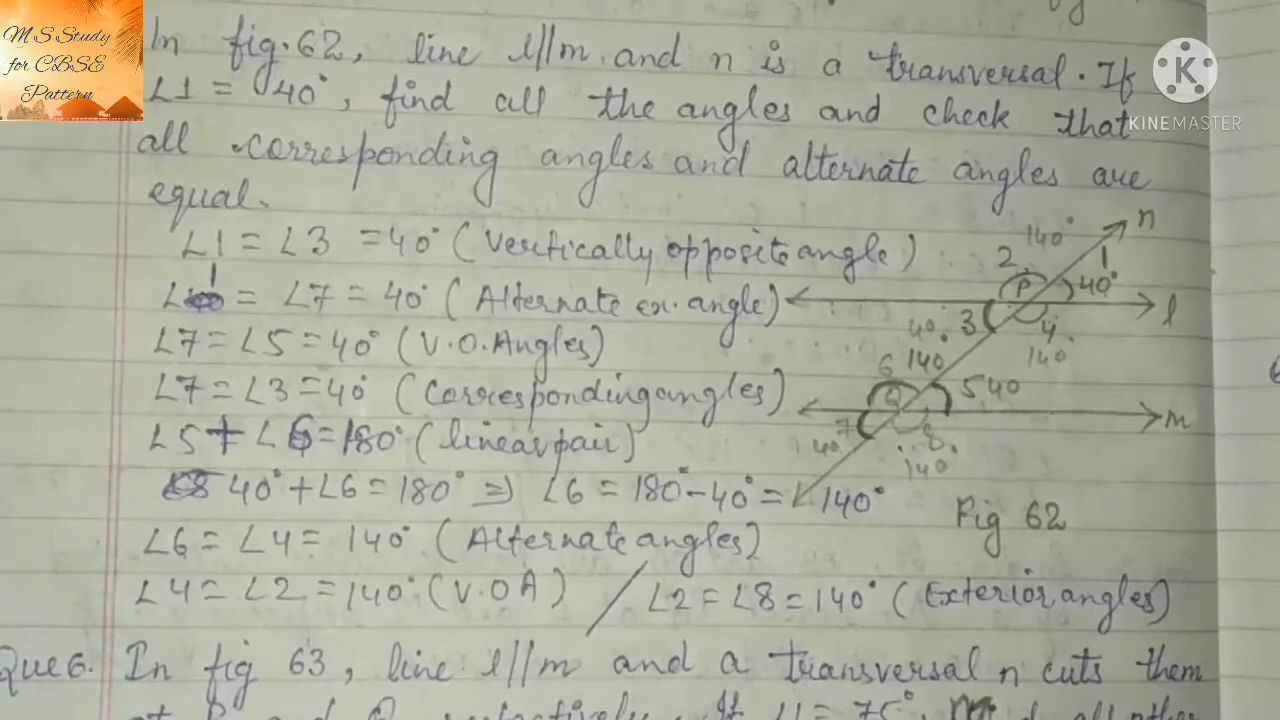 M S Study
for CBSE
Pattern
K
KINEMASTER
In fig.62, line l//m and n is a transversal. If
∠1 = 40°, find all the angles and check that
all corresponding angles and alternate angles are
equal.
∠1 = ∠3 = 40° (Vertically opposite angle)
∠1 = ∠7 = 40° (Alternate ex. angle)
∠7 = ∠5 = 40° (V.O.Angles)
∠7 = ∠3 = 40° (Corresponding angles)
∠5 + ∠6 = 180° (linear pair)
40° + ∠6 = 180° ⇒ ∠6 = 180° - 40° = 140°
∠6 = ∠4 = 140° (Alternate angles)
∠4 = ∠2 = 140° (V.O A) / ∠2 = ∠8 = 140° (Exterior angles)
n
140°
2 1
P 40°
l
40° 3 4
140
6 140
Q 5 40
m
7 8
40° 140
Fig 62
Que 6. In fig 63, line l//m and a transversal n cuts them